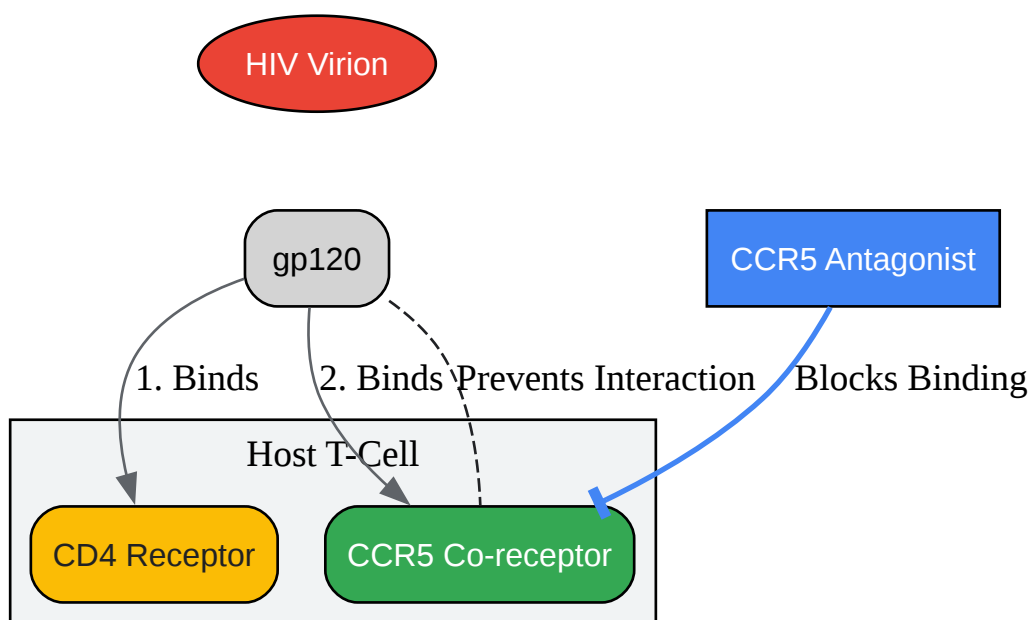 HIV Virion
gp120
CCR5 Antagonist
1. Binds
2. Binds
Prevents Interaction
Blocks Binding
Host T-Cell
CD4 Receptor
CCR5 Co-receptor